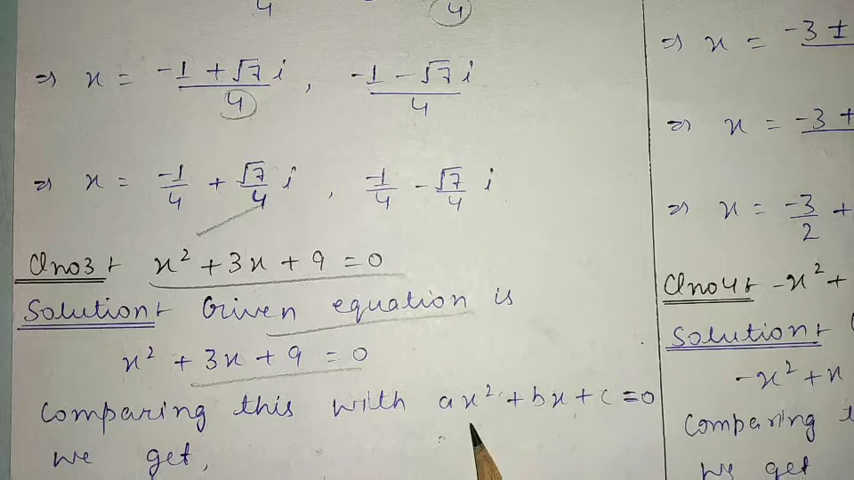 4
4
⇒ x = -1 + √7 i / 4 , -1 - √7 i / 4
⇒ x = -1/4 + √7/4 i , -1/4 - √7/4 i
Qno3:- x² + 3x + 9 = 0
Solution:- Given equation is
x² + 3x + 9 = 0
Comparing this with ax² + bx + c = 0
we get,
⇒ x = -3 ±
⇒ x = -3 +
⇒ x = -3/2 +
Qno4:- -x² +
Solution:-
-x² + x
Comparing
we get